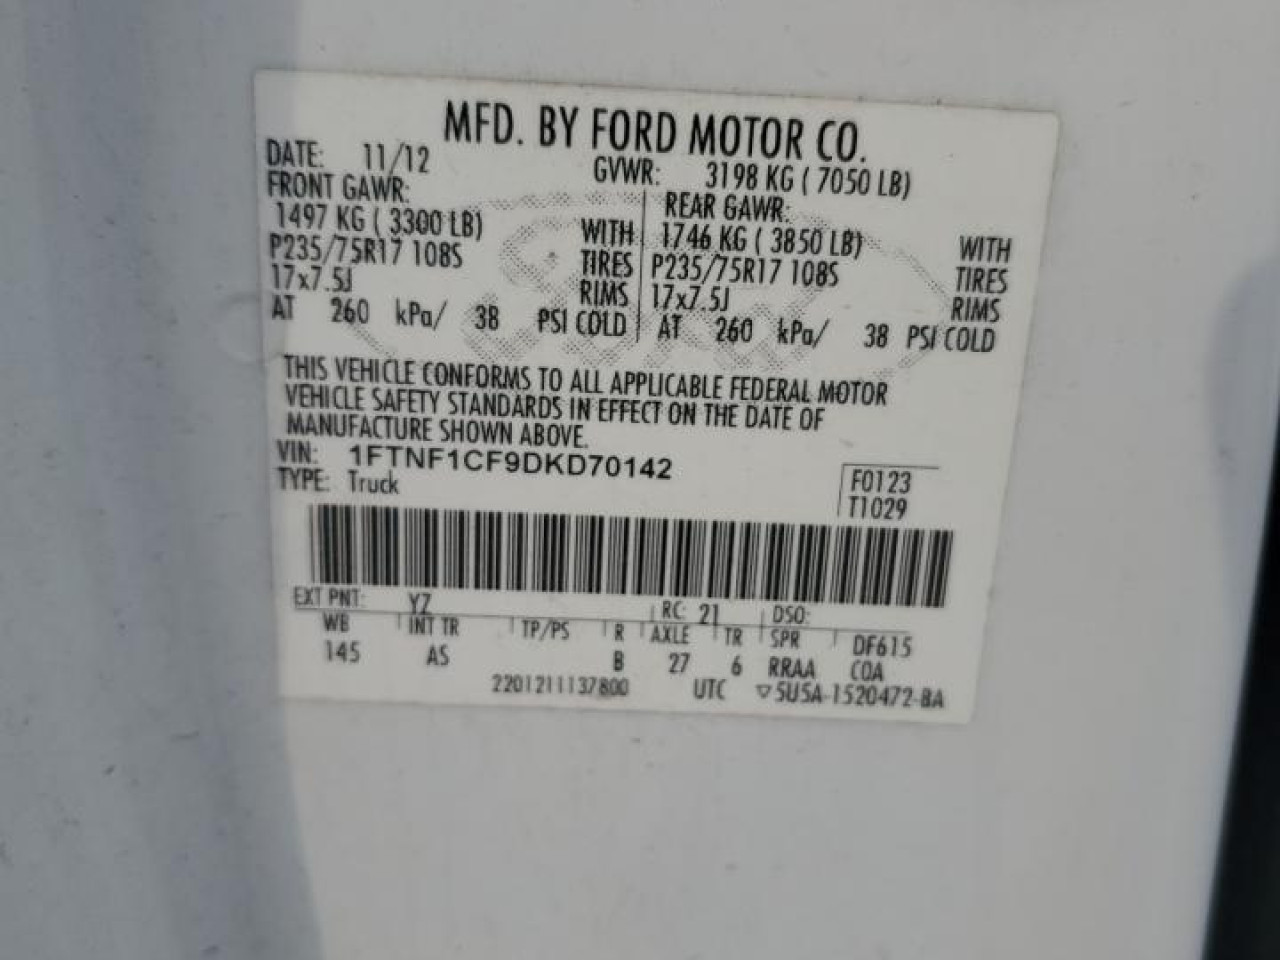 MFD. BY FORD MOTOR CO.
DATE: 11/12 GVWR: 3198 KG ( 7050 LB)
FRONT GAWR: REAR GAWR:
1497 KG ( 3300 LB) WITH 1746 KG ( 3850 LB) WITH
P235/75R17 108S TIRES P235/75R17 108S TIRES
17x7.5J RIMS 17x7.5J RIMS
AT 260 kPa/ 38 PSI COLD AT 260 kPa/ 38 PSI COLD
THIS VEHICLE CONFORMS TO ALL APPLICABLE FEDERAL MOTOR
VEHICLE SAFETY STANDARDS IN EFFECT ON THE DATE OF
MANUFACTURE SHOWN ABOVE.
VIN: 1FTNF1CF9DKD70142
TYPE: Truck
F0123
T1029
EXT PNT: YZ RC: 21 DSO:
WB INT TR TP/PS R AXLE TR SPR DF615
145 AS B 27 6 RRAA COA
2201211137800 UTC ▽5U5A-1520472-BA